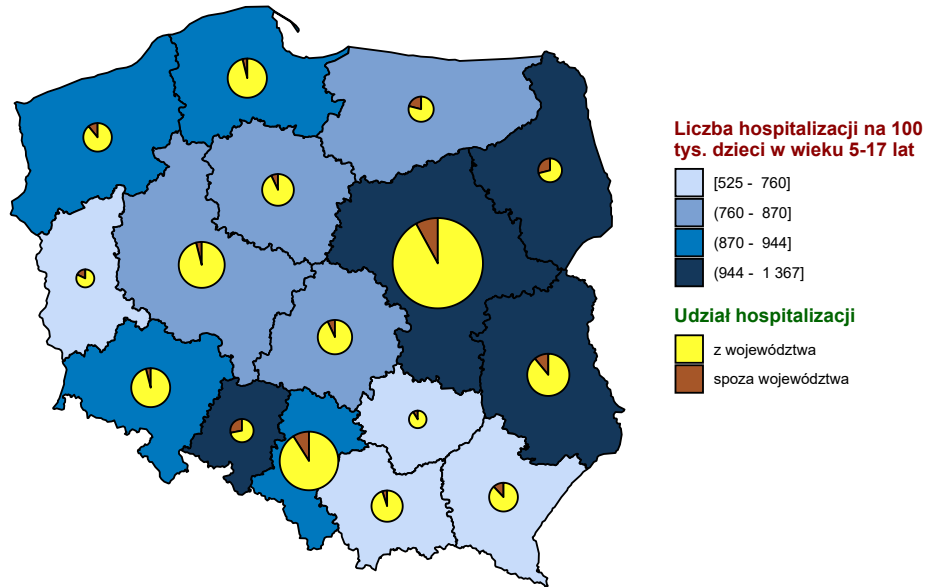 Liczba hospitalizacji na 100
tys. dzieci w wieku 5-17 lat
[525 - 760]
(760 - 870]
(870 - 944]
(944 - 1 367]
Udział hospitalizacji
z województwa
spoza województwa